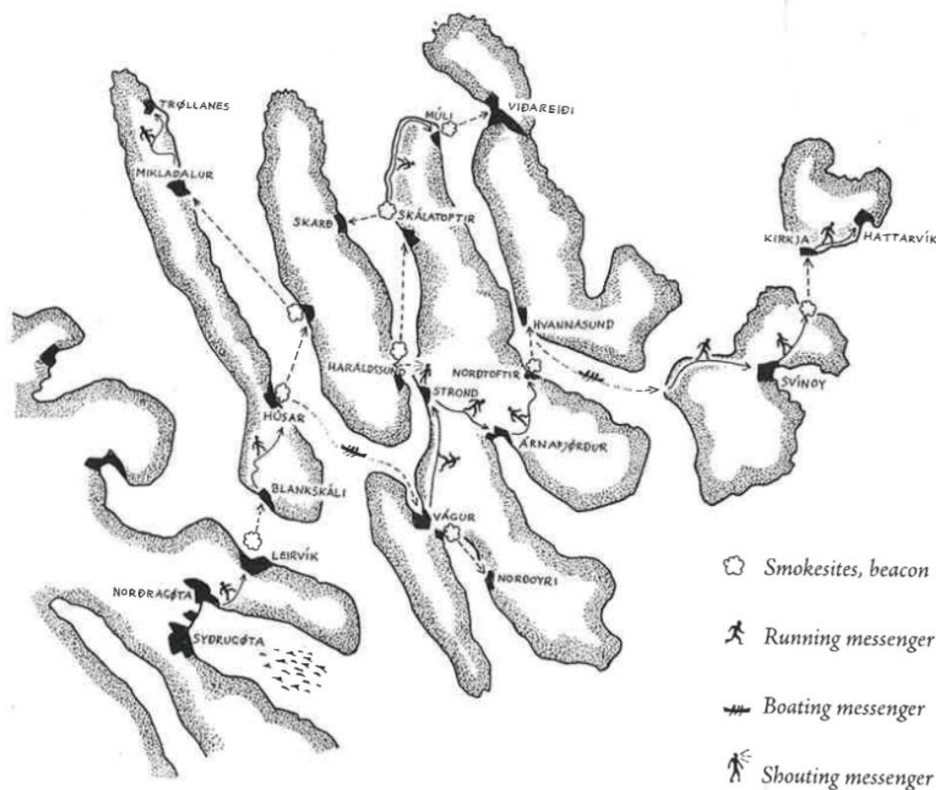 TRØLLANES
MIKLADALUR
SKARÐ
MÚLI
VIÐAREIÐI
SKÁLATOFTIR
KIRKJA
HATTARVÍK
HVANNASUND
HARÁLDSSUND
NORÐTOFTIR
STROND
SVÍNOY
HÚSAR
ÁRNAFJØRÐUR
BLANKSKÁLI
VÁGUR
LEIRVÍK
NORÐOYRI
NORÐRAGØTA
SYÐRUGØTA
Smokesites, beacon
Running messenger
Boating messenger
Shouting messenger